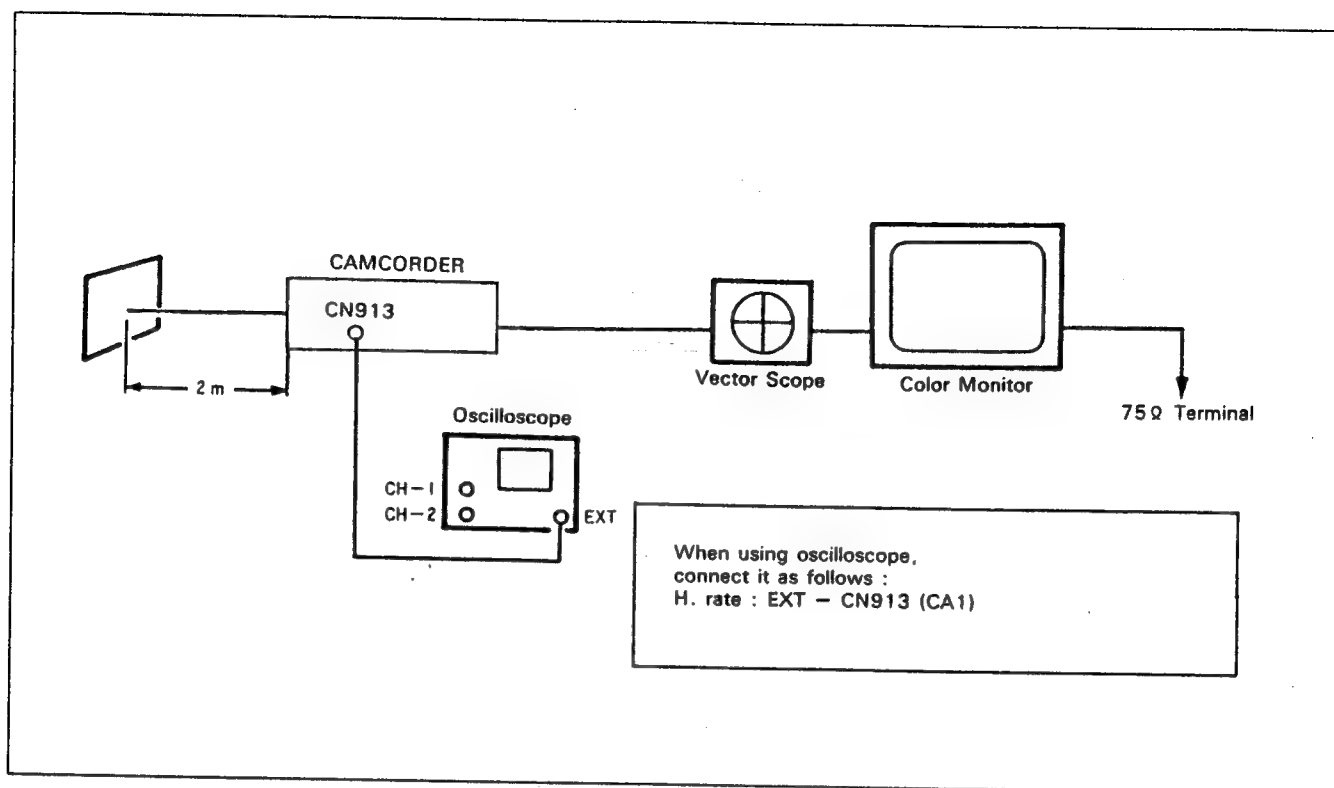 CAMCORDER
CN913
2 m
Vector Scope
Color Monitor
75Ω Terminal
Oscilloscope
CH-1
CH-2
EXT
When using oscilloscope,
connect it as follows :
H. rate : EXT – CN913 (CA1)